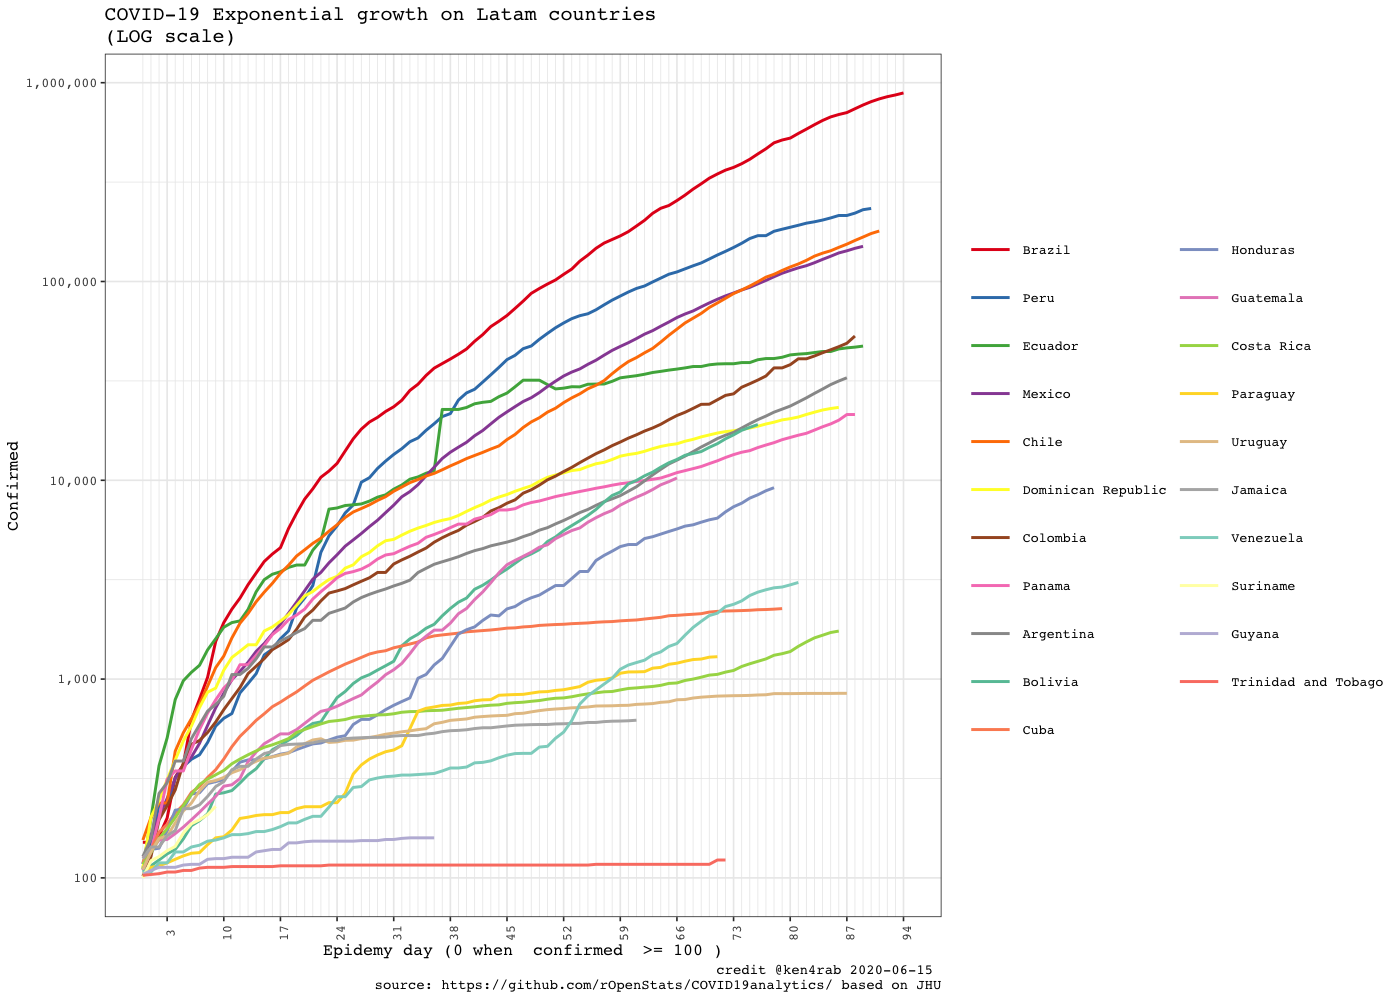 COVID-19 Exponential growth on Latam countries
(LOG scale)
1,000,000
100,000
10,000
1,000
100
Confirmed
3 10 17 24 31 38 45 52 59 66 73 80 87 94
Epidemy day (0 when  confirmed  >= 100 )
Brazil
Peru
Ecuador
Mexico
Chile
Dominican Republic
Colombia
Panama
Argentina
Bolivia
Cuba
Honduras
Guatemala
Costa Rica
Paraguay
Uruguay
Jamaica
Venezuela
Suriname
Guyana
Trinidad and Tobago
credit @ken4rab 2020-06-15
source: https://github.com/rOpenStats/COVID19analytics/ based on JHU